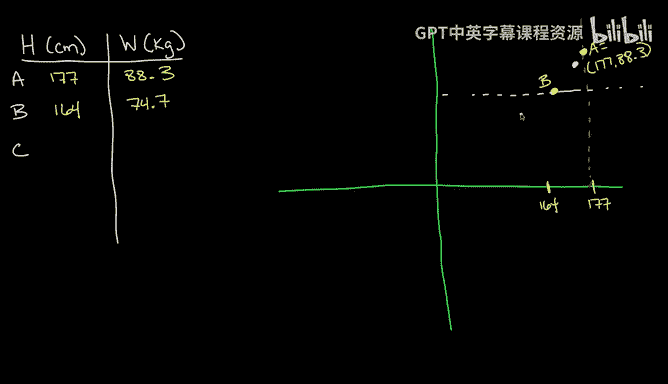 GPT中英字幕课程资源 bilibili
H (cm) W (kg)
A 177 88.3
B 164 74.7
C
A=
(177,88.3)
B
164 177